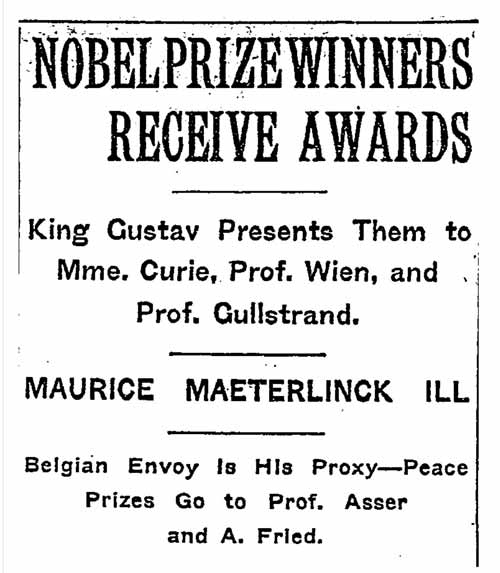 NOBEL PRIZE WINNERS
RECEIVE AWARDS
King Gustav Presents Them to
Mme. Curie, Prof. Wien, and
Prof. Gullstrand.
MAURICE MAETERLINCK ILL
Belgian Envoy Is His Proxy—Peace
Prizes Go to Prof. Asser
and A. Fried.